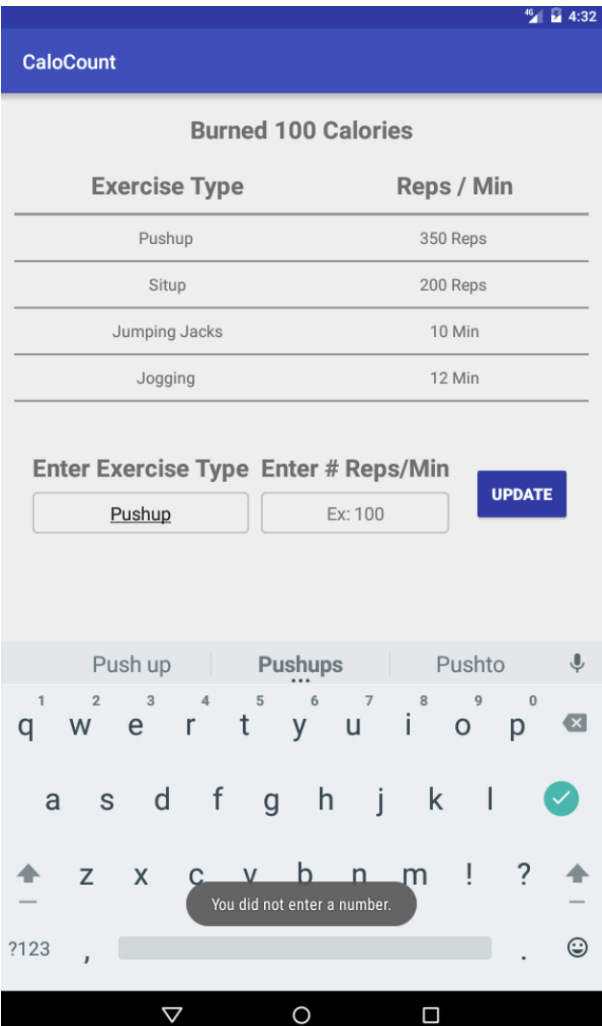 4G 4:32
CaloCount
Burned 100 Calories
Exercise Type Reps / Min
Pushup 350 Reps
Situp 200 Reps
Jumping Jacks 10 Min
Jogging 12 Min
Enter Exercise Type Enter # Reps/Min
UPDATE
Pushup Ex: 100
Push up Pushups Pushto
1 2 3 4 5 6 7 8 9 0
q w e r t y u i o p
a s d f g h j k l
z x c v b n m ! ?
You did not enter a number.
?123 , .